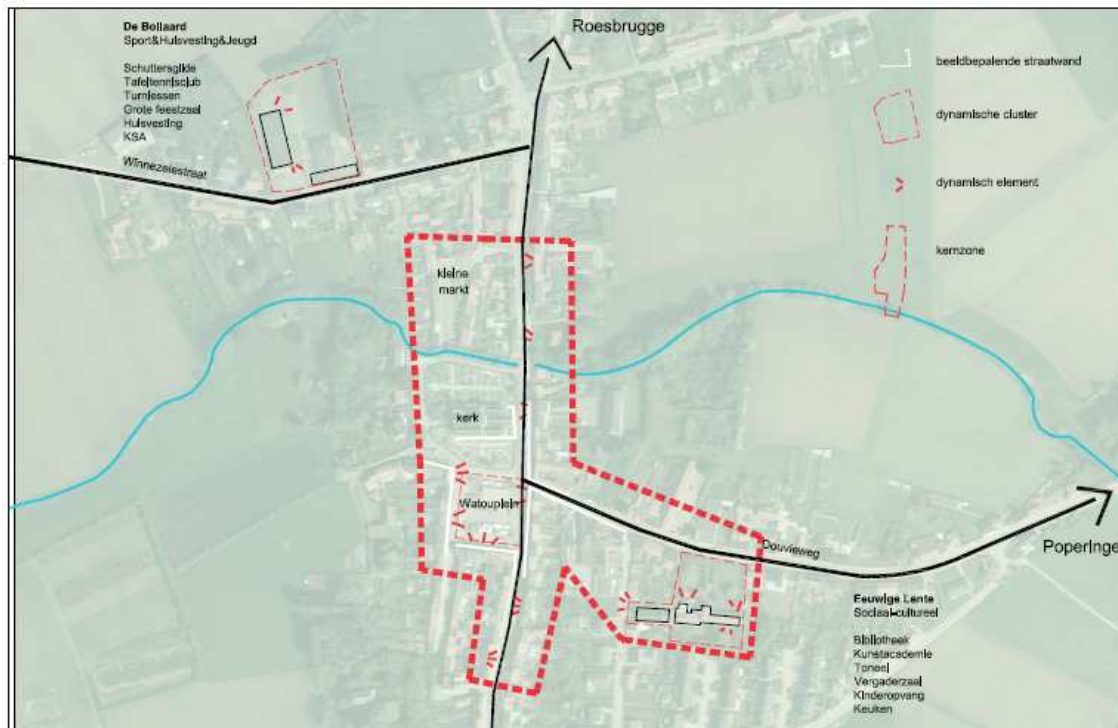 De Bollaard
Sport&Huisvesting&Jeugd
Schuttersgilde
Tafeltennisclub
Turnlessen
Grote feestzaal
Huisvesting
KSA
Roesbrugge
beeldbepalende straatwand
dynamische cluster
dynamisch element
kernzone
Winnezelestraat
kleine
markt
kerk
Watouplein
Douvieweg
Poperinge
Eeuwige Lente
Sociaal-cultureel
Bibliotheek
Kunstacademie
Toneel
Vergaderzaal
Kinderopvang
Keuken